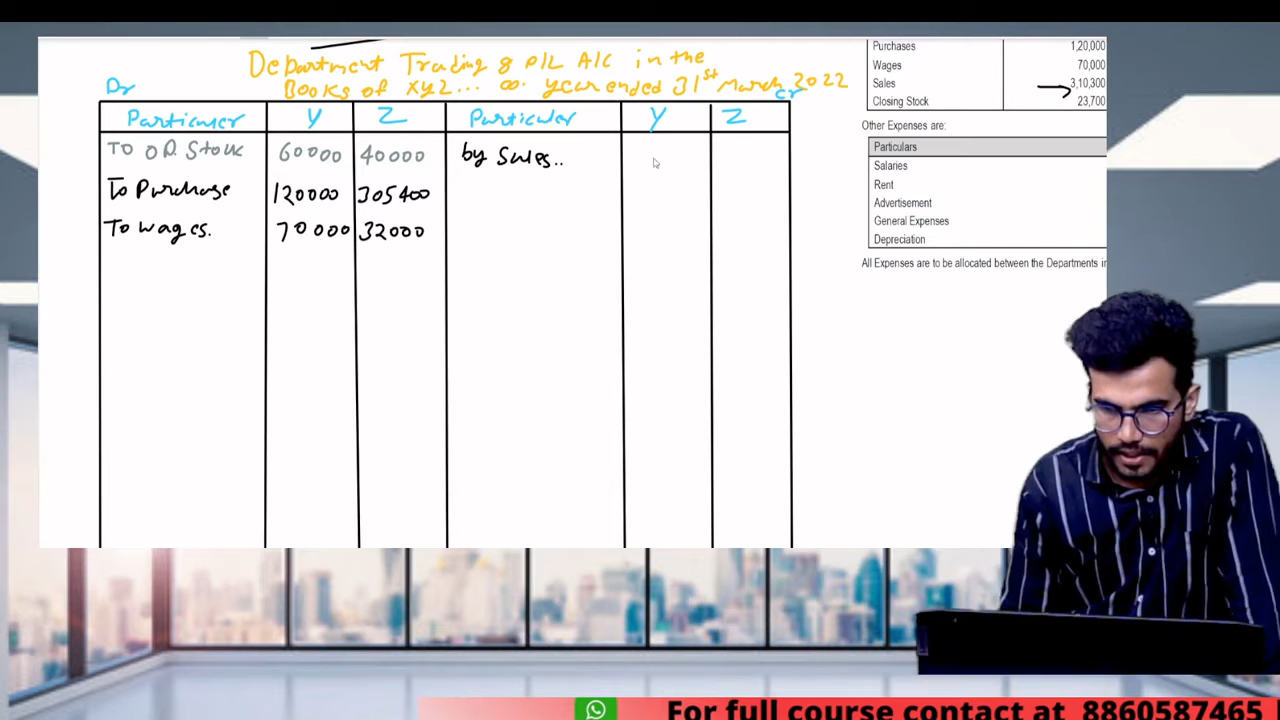 Department Trading & P/L A/C in the
Books of XYZ... year ended 31st March 2022
Dr
Cr
Particuler Y Z Particuler Y Z
To OP. Stock 60000 40000 by Sales..
To Purchase 120000 305400
To wages. 70000 32000
Purchases 1,20,000
Wages 70,000
Sales 3,10,300
Closing Stock 23,700
Other Expenses are:
Particulars
Salaries
Rent
Advertisement
General Expenses
Depreciation
All Expenses are to be allocated between the Departments i
For full course contact at 8860587465